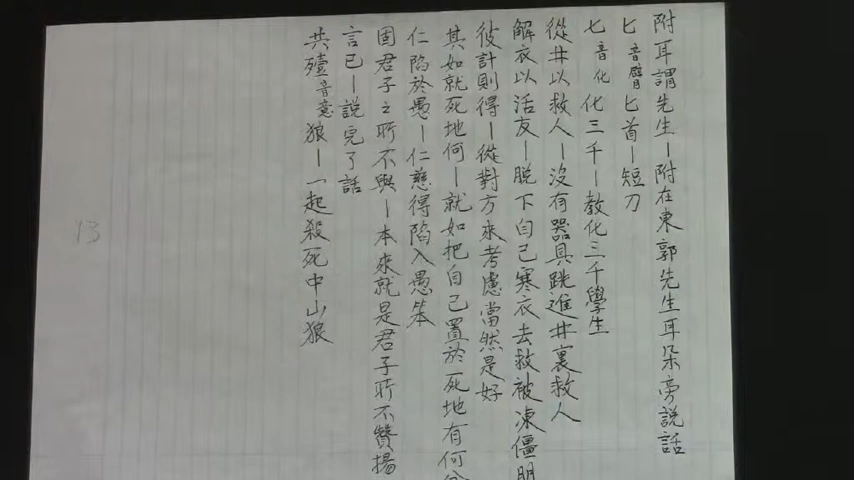 附耳謂先生—附在東郭先生耳朵旁說話
匕音臂匕首—短刀
七音化化三千—教化三千學生
從井以救人—沒有器具跳進井裏救人
解衣以活友—脫下自己寒衣去救被凍僵朋
彼計則得—從對方來考慮當然是好
其如就死地何—就如把自己置於死地有何
仁陷於愚—仁慈得陷入愚笨
固君子之所不與—本來就是君子所不贊揚
言已—說完了話
共殪音意狼—一起殺死中山狼
13